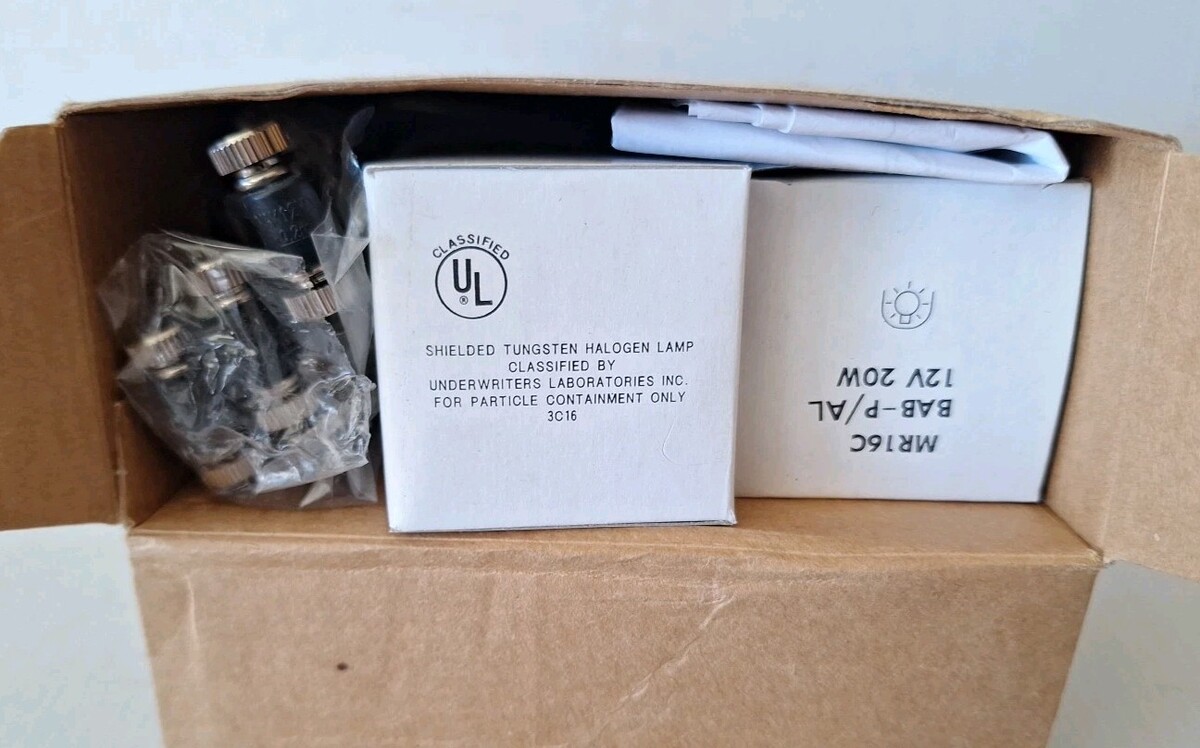 CLASSIFIED
UL
®
SHIELDED TUNGSTEN HALOGEN LAMP
CLASSIFIED BY
UNDERWRITERS LABORATORIES INC.
FOR PARTICLE CONTAINMENT ONLY
3C16
MR16C
BAB-P/AL
12V 20W